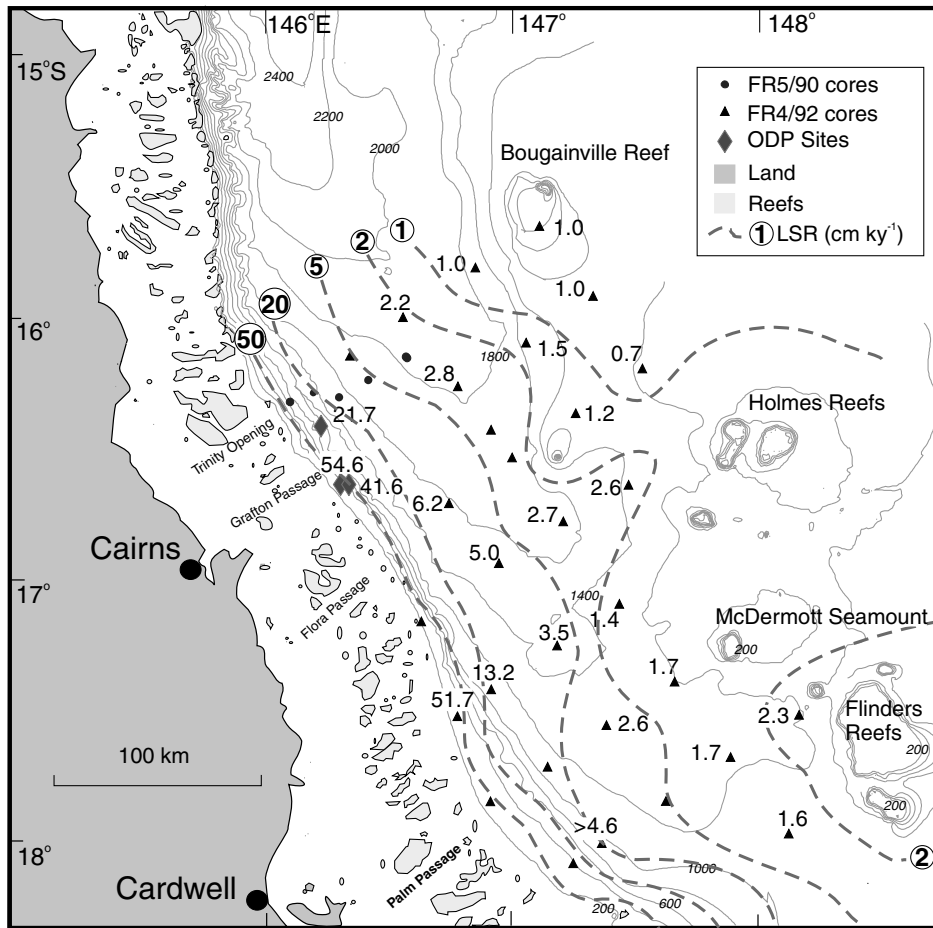 146° E
147°
148°
15°S
2400
2200
2000
FR5/90 cores
FR4/92 cores
ODP Sites
Land
Reefs
1 LSR (cm ky⁻¹)
Bougainville Reef
1.0
1
2
1.0
5
1.0
2.2
20
16°
50
1800
1.5
0.7
2.8
21.7
1.2
Holmes Reefs
Trinity Opening
54.6
41.6
2.6
Grafton Passage
6.2
2.7
Cairns
5.0
17°
Flora Passage
1400
1.4
McDermott Seamount
200
3.5
13.2
1.7
51.7
2.3
Flinders
Reefs
2.6
200
100 km
1.7
200
>4.6
1.6
18°
Palm Passage
1000
2
Cardwell
200
600